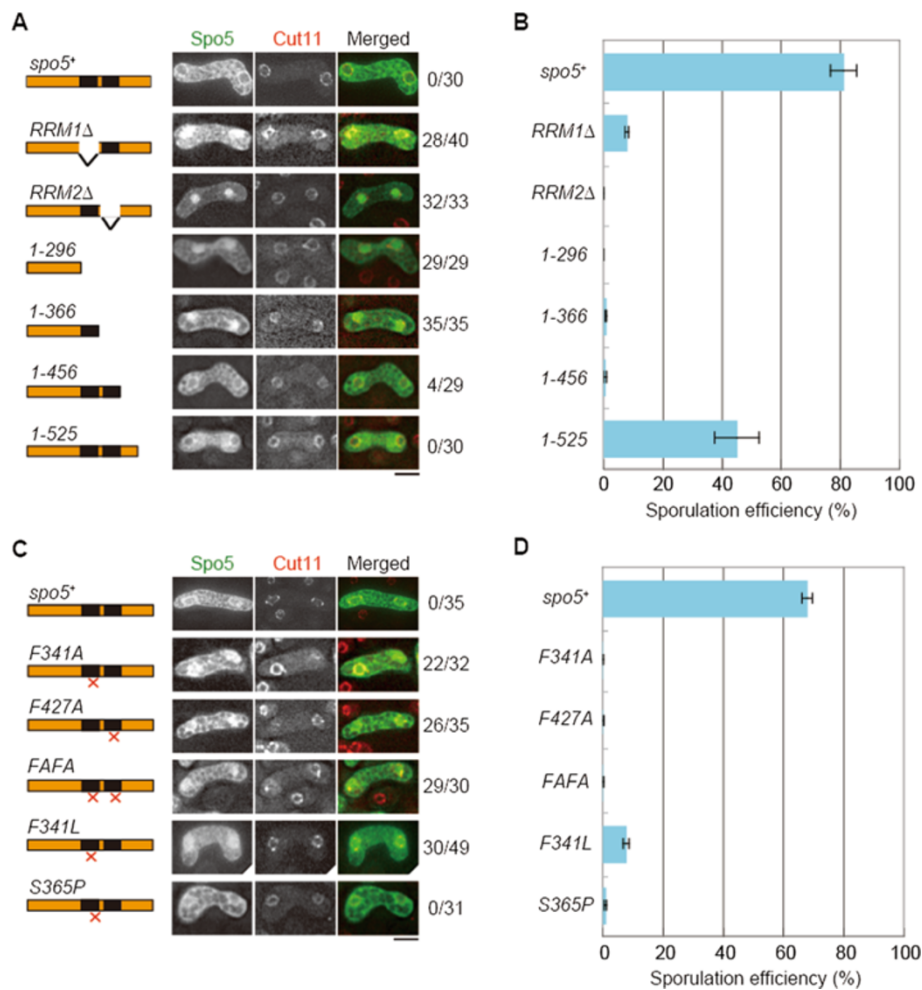 A
Spo5 Cut11 Merged
spo5+
0/30
RRM1Δ
28/40
RRM2Δ
32/33
1-296
29/29
1-366
35/35
1-456
4/29
1-525
0/30
B
spo5+
RRM1Δ
RRM2Δ
1-296
1-366
1-456
1-525
0 20 40 60 80 100
Sporulation efficiency (%)
C
Spo5 Cut11 Merged
spo5+
0/35
F341A
22/32
F427A
26/35
FAFA
29/30
F341L
30/49
S365P
0/31
D
spo5+
F341A
F427A
FAFA
F341L
S365P
0 20 40 60 80 100
Sporulation efficiency (%)